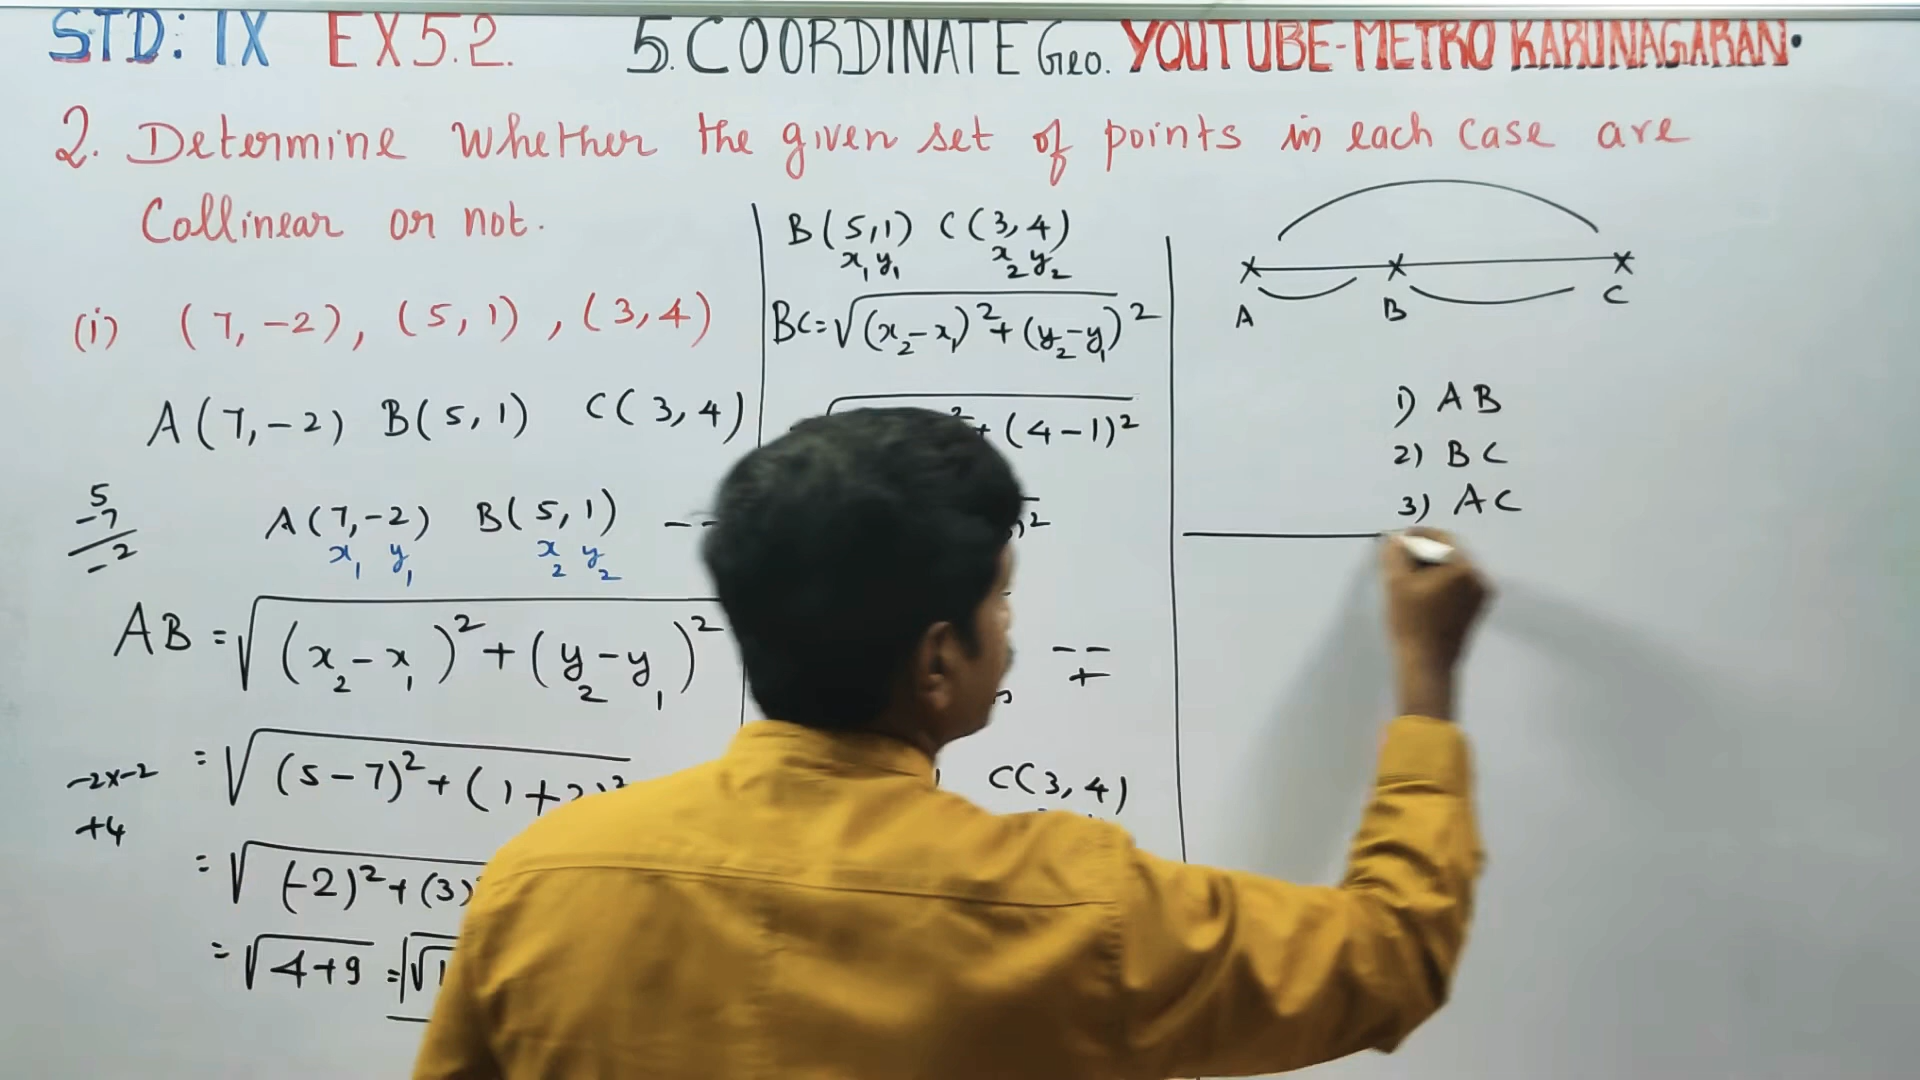 STD: IX EX 5.2. 5. COORDINATE Geo. YOUTUBE-METRO KARUNAGARAN.
2. Determine whether the given set of points in each case are
Collinear or not.
(i) (7, -2), (5, 1), (3, 4)
A(7, -2) B(5, 1) C(3, 4)
5
-7
-2
A(7, -2) B(5, 1) --
x₁ y₁ x₂ y₂
AB = √(x₂ - x₁)² + (y₂ - y₁)²
= √(5-7)² + (1+2)²
-2x-2
+4
= √(-2)² + (3)
= √4+9 = √1
B(5,1) C(3,4)
x₁ y₁ x₂ y₂
BC = √(x₂ - x₁)² + (y₂ - y₁)²
² + (4-1)²
)²
--
+
C(3, 4)
A B C
1) AB
2) BC
3) AC